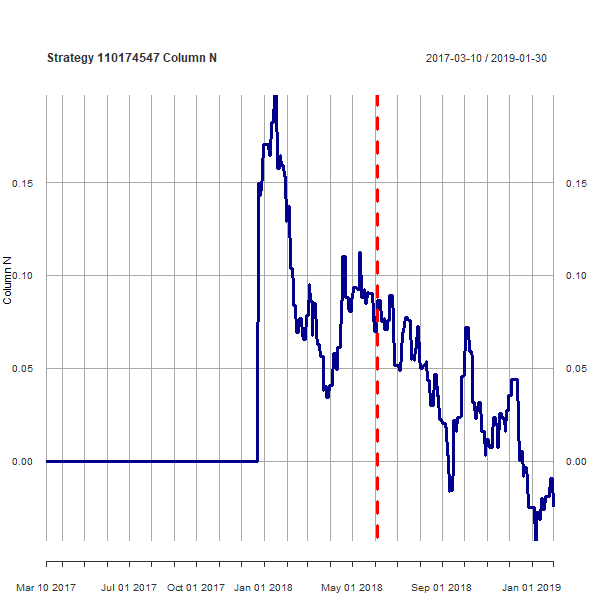 Strategy 110174547 Column N
2017-03-10 / 2019-01-30
0.15 0.15
0.10 0.10
0.05 0.05
0.00 0.00
Column N
Mar 10 2017 Jul 01 2017 Oct 01 2017 Jan 01 2018 May 01 2018 Sep 01 2018 Jan 01 2019